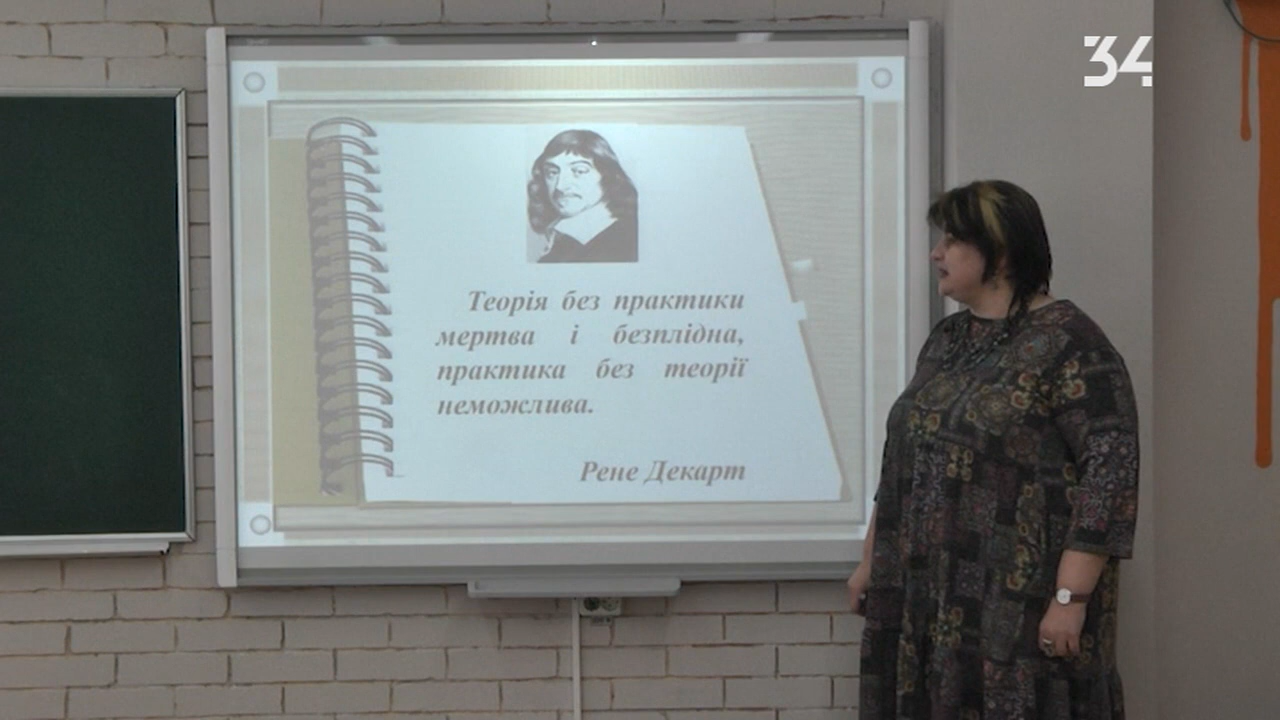 34
Теорія без практики
мертва і безплідна,
практика без теорії
неможлива.
Рене Декарт